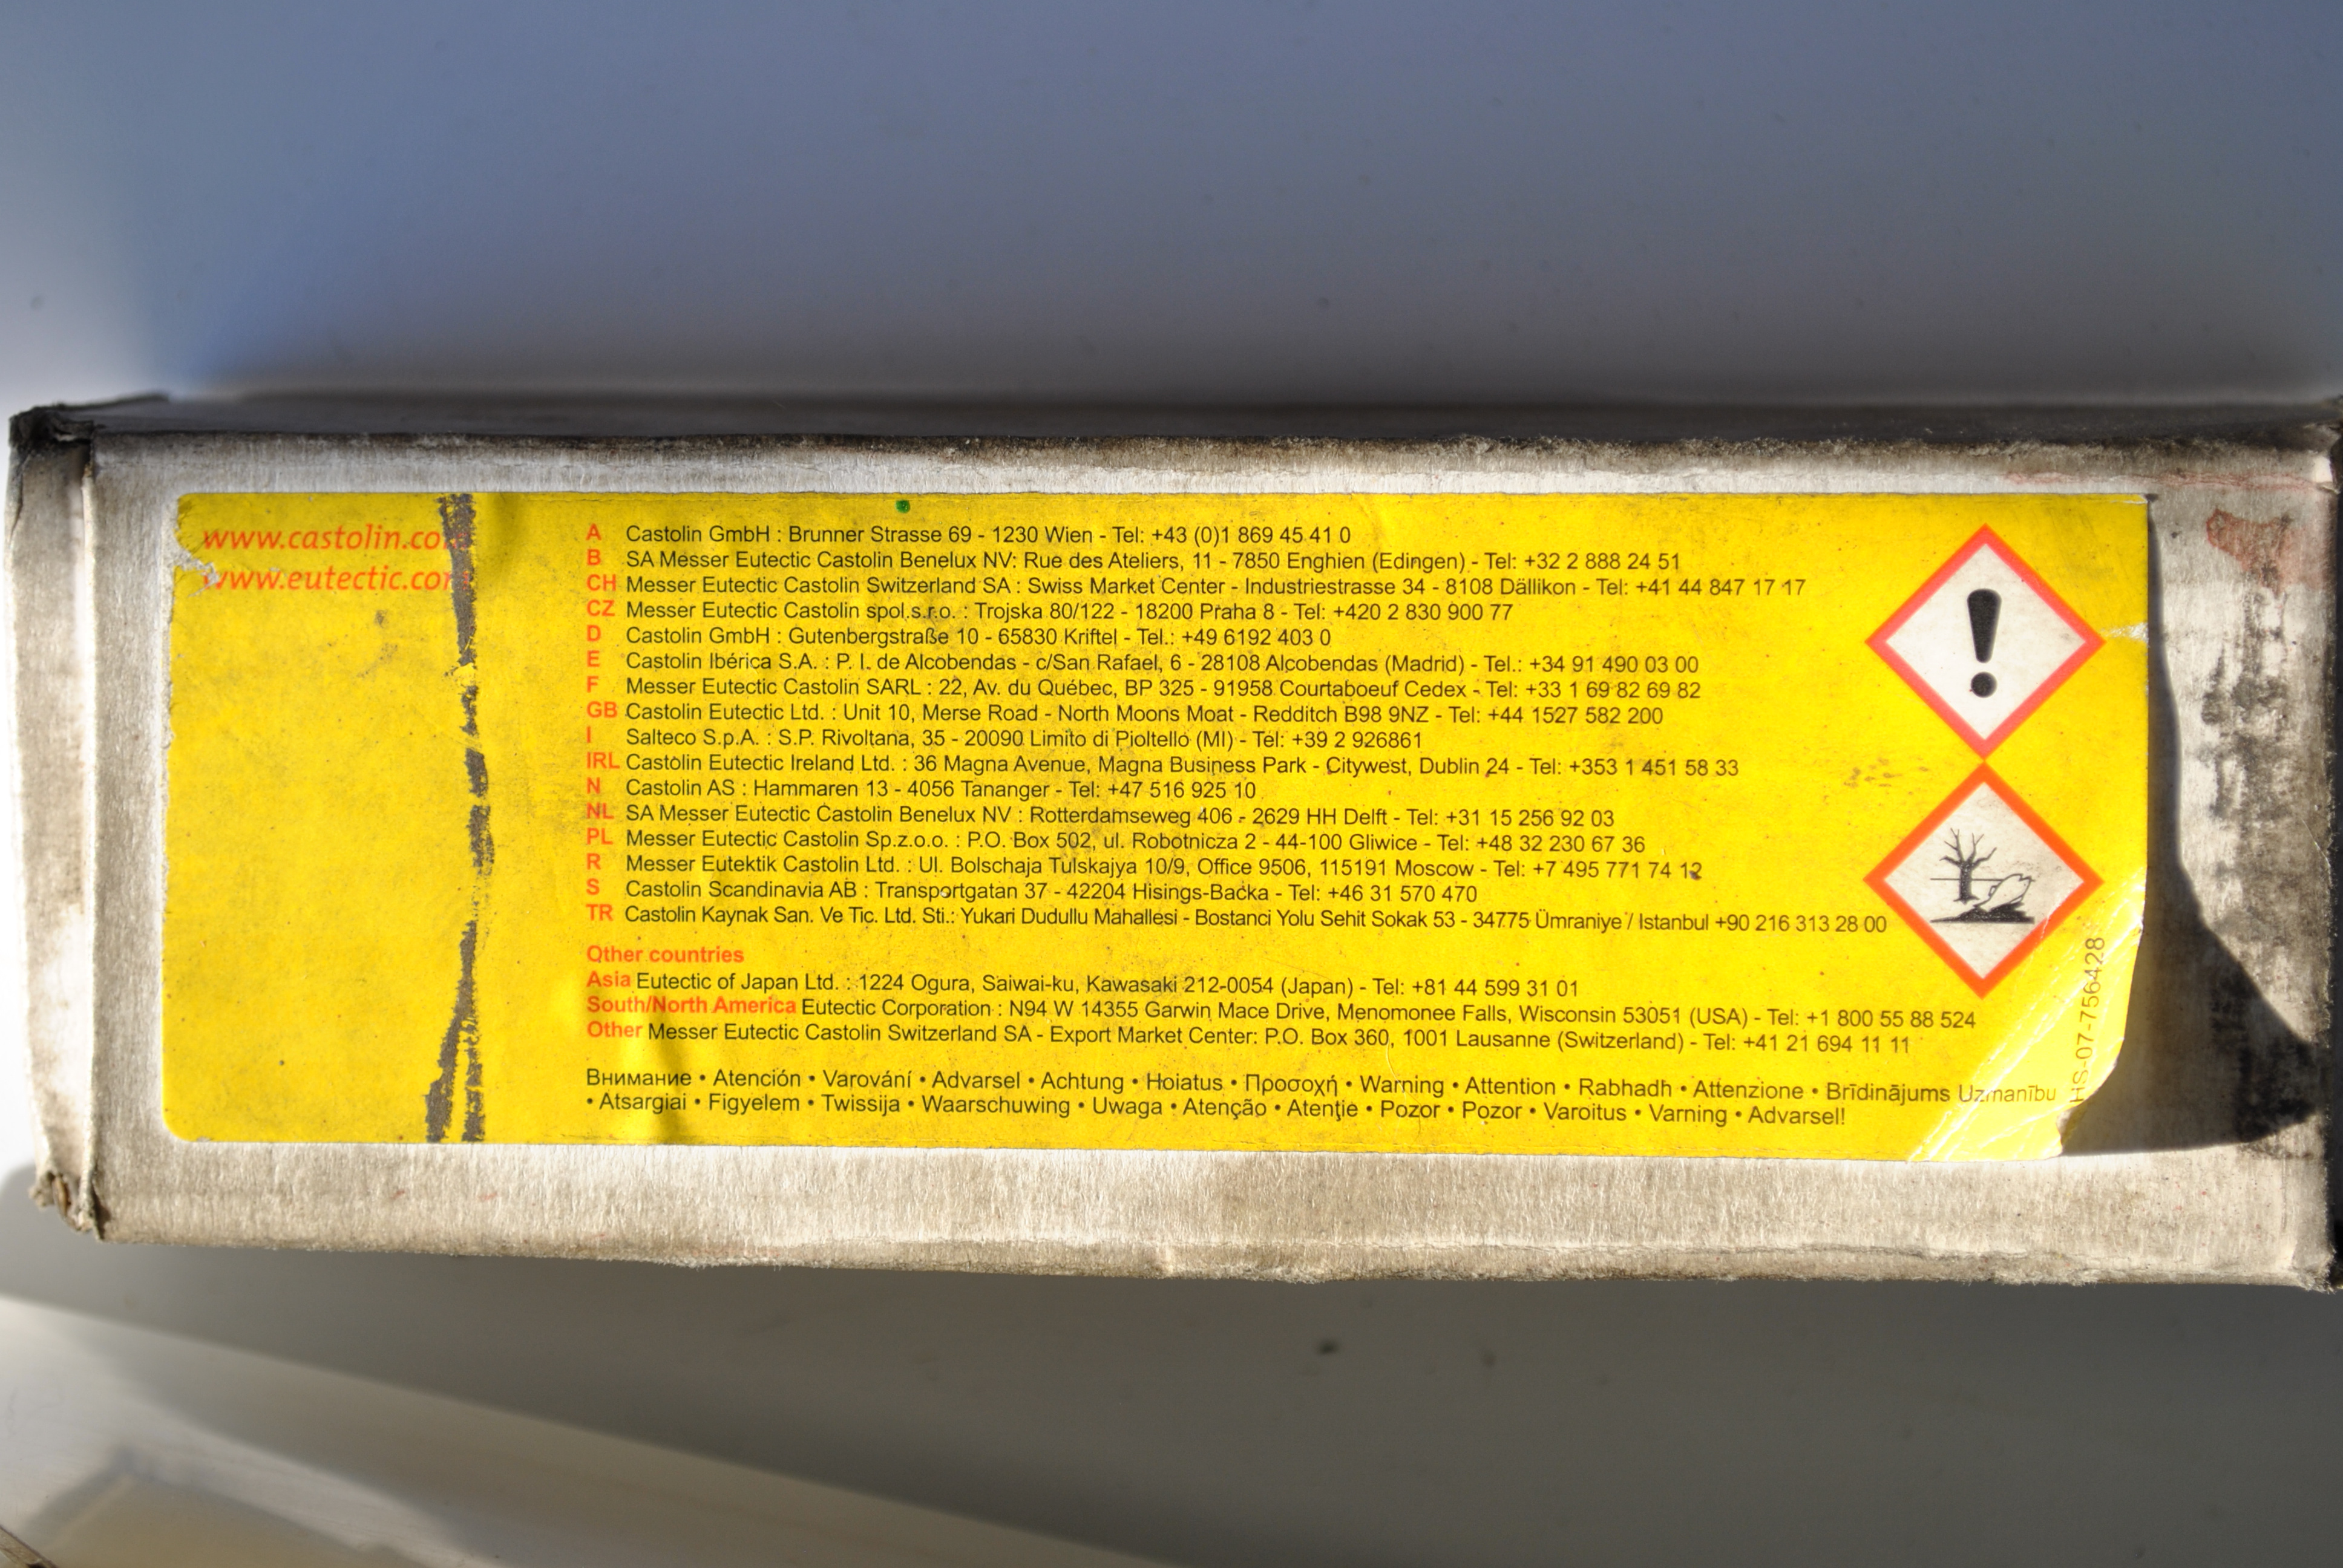 www.castolin.co
www.eutectic.com
A Castolin GmbH : Brunner Strasse 69 - 1230 Wien - Tel: +43 (0)1 869 45 41 0
B SA Messer Eutectic Castolin Benelux NV: Rue des Ateliers, 11 - 7850 Enghien (Edingen) - Tel: +32 2 888 24 51
CH Messer Eutectic Castolin Switzerland SA : Swiss Market Center - Industriestrasse 34 - 8108 Dällikon - Tel: +41 44 847 17 17
CZ Messer Eutectic Castolin spol.s.r.o. : Trojska 80/122 - 18200 Praha 8 - Tel: +420 2 830 900 77
D Castolin GmbH : Gutenbergstraße 10 - 65830 Kriftel - Tel.: +49 6192 403 0
E Castolin Ibérica S.A. : P. I. de Alcobendas - c/San Rafael, 6 - 28108 Alcobendas (Madrid) - Tel.: +34 91 490 03 00
F Messer Eutectic Castolin SARL : 22, Av. du Québec, BP 325 - 91958 Courtaboeuf Cedex - Tel: +33 1 69 82 69 82
GB Castolin Eutectic Ltd. : Unit 10, Merse Road - North Moons Moat - Redditch B98 9NZ - Tel: +44 1527 582 200
I Salteco S.p.A. : S.P. Rivoltana, 35 - 20090 Limito di Pioltello (MI) - Tel: +39 2 926861
IRL Castolin Eutectic Ireland Ltd. : 36 Magna Avenue, Magna Business Park - Citywest, Dublin 24 - Tel: +353 1 451 58 33
N Castolin AS : Hammaren 13 - 4056 Tananger - Tel: +47 516 925 10
NL SA Messer Eutectic Castolin Benelux NV : Rotterdamseweg 406 - 2629 HH Delft - Tel: +31 15 256 92 03
PL Messer Eutectic Castolin Sp.z.o.o. : P.O. Box 502, ul. Robotnicza 2 - 44-100 Gliwice - Tel: +48 32 230 67 36
R Messer Eutektik Castolin Ltd. : Ul. Bolschaja Tulskajya 10/9, Office 9506, 115191 Moscow - Tel: +7 495 771 74 12
S Castolin Scandinavia AB : Transportgatan 37 - 42204 Hisings-Backa - Tel: +46 31 570 470
TR Castolin Kaynak San. Ve Tic. Ltd. Sti.: Yukari Dudullu Mahallesi - Bostanci Yolu Sehit Sokak 53 - 34775 Ümraniye / Istanbul +90 216 313 28 00
Other countries
Asia Eutectic of Japan Ltd. : 1224 Ogura, Saiwai-ku, Kawasaki 212-0054 (Japan) - Tel: +81 44 599 31 01
South/North America Eutectic Corporation : N94 W 14355 Garwin Mace Drive, Menomonee Falls, Wisconsin 53051 (USA) - Tel: +1 800 55 88 524
Other Messer Eutectic Castolin Switzerland SA - Export Market Center: P.O. Box 360, 1001 Lausanne (Switzerland) - Tel: +41 21 694 11 11
Внимание • Atención • Varování • Advarsel • Achtung • Hoiatus • Προσοχή • Warning • Attention • Rabhadh • Attenzione • Brīdinājums Uzmanību
• Atsargiai • Figyelem • Twissija • Waarschuwing • Uwaga • Atenção • Atenţie • Pozor • Pozor • Varoitus • Varning • Advarsel!
HS-07-756428